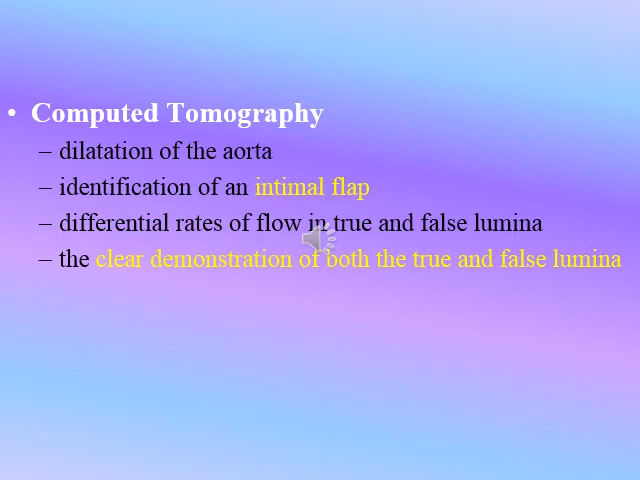 • Computed Tomography
– dilatation of the aorta
– identification of an intimal flap
– differential rates of flow in true and false lumina
– the clear demonstration of both the true and false lumina